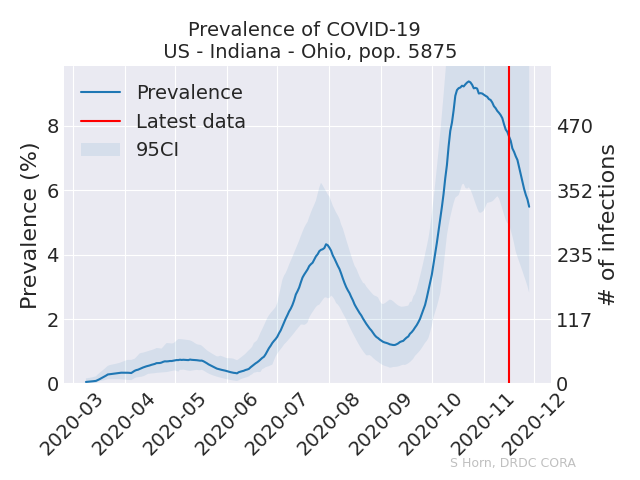 Prevalence of COVID-19
US - Indiana - Ohio, pop. 5875
Prevalence
Latest data
95CI
Prevalence (%)
8
6
4
2
0
470
352
235
117
0
# of infections
2020-03
2020-04
2020-05
2020-06
2020-07
2020-08
2020-09
2020-10
2020-11
2020-12
S Horn, DRDC CORA